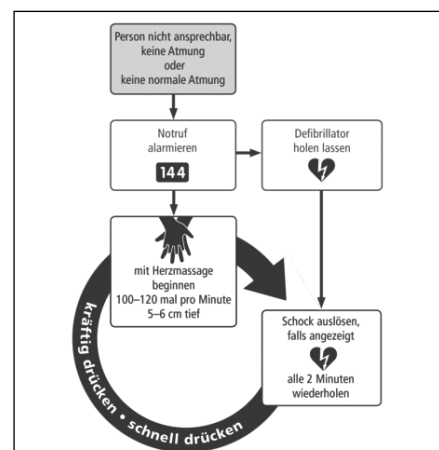 Person nicht ansprechbar,
keine Atmung
oder
keine normale Atmung
Notruf
alarmieren
144
Defibrillator
holen lassen
mit Herzmassage
beginnen
100–120 mal pro Minute
5–6 cm tief
Schock auslösen,
falls angezeigt
alle 2 Minuten
wiederholen
kräftig drücken • schnell drücken